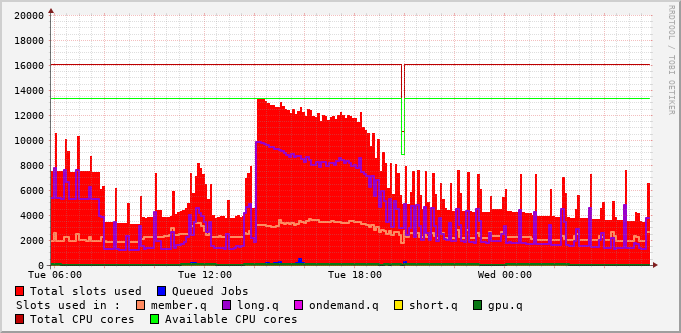 RRDTOOL / TOBI OETIKER
20000
18000
16000
14000
12000
10000
8000
6000
4000
2000
0
Tue 06:00 Tue 12:00 Tue 18:00 Wed 00:00
Total slots used Queued Jobs
Slots used in : member.q long.q ondemand.q short.q gpu.q
Total CPU cores Available CPU cores